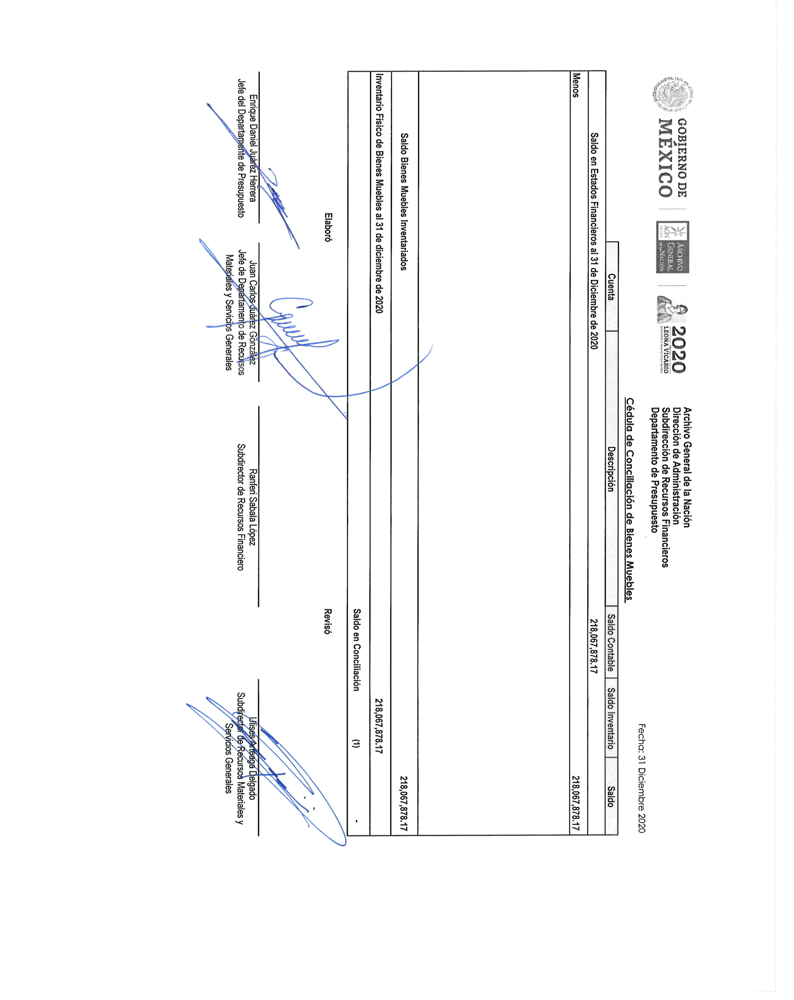 GOBIERNO DE
MÉXICO
AGN
ARCHIVO
GENERAL
DE LA NACIÓN
2020
LEONA VICARIO
Archivo General de la Nación
Dirección de Administración
Subdirección de Recursos Financieros
Departamento de Presupuesto
Fecha: 31 Diciembre 2020
Cédula de Conciliación de Bienes Muebles
Cuenta Descripción Saldo Contable Saldo Inventario Saldo
Saldo en Estados Financieros al 31 de Diciembre de 2020 218,067,878.17
Menos 218,067,878.17
Saldo Bienes Muebles Inventariados 218,067,878.17
Inventario Físico de Bienes Muebles al 31 de diciembre de 2020 218,067,878.17
Saldo en Conciliación (1) -
Elaboró Revisó
Enrique Daniel Juárez Herrera
Jefe del Departamente de Presupuesto
Juan Carlos Juárez González
Jefe de Departamento de Recursos
Materiales y Servicios Generales
Ranferi Sabala López
Subdirector de Recursos Financiero
Ulises Arteaga Delgado
Subdirector de Recursos Materiales y
Servicios Generales